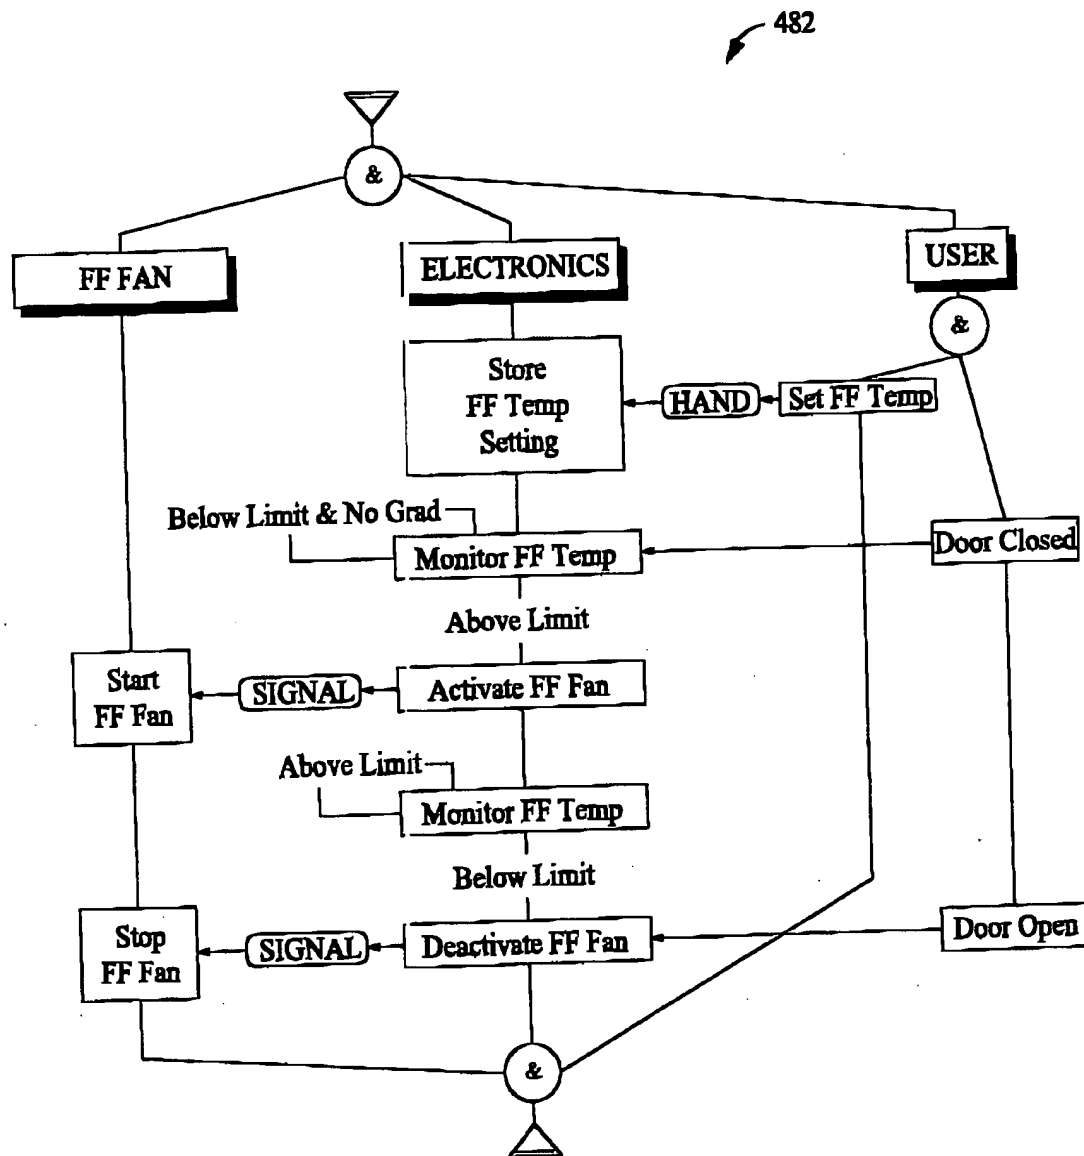 482
&
FF FAN
ELECTRONICS
USER
&
Store
FF Temp
Setting
HAND
Set FF Temp
Below Limit & No Grad
Monitor FF Temp
Door Closed
Above Limit
Start
FF Fan
SIGNAL
Activate FF Fan
Above Limit
Monitor FF Temp
Below Limit
Stop
FF Fan
SIGNAL
Deactivate FF Fan
Door Open
&